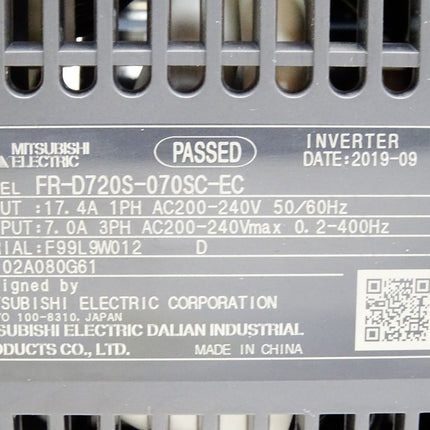 MITSUBISHI
ELECTRIC
PASSED
INVERTER
DATE:2019-09
EL FR-D720S-070SC-EC
UT :17.4A 1PH AC200-240V 50/60Hz
PUT:7.0A 3PH AC200-240Vmax 0.2-400Hz
RIAL:F99L9W012 D
02A080G61
igned by
TSUBISHI ELECTRIC CORPORATION
YO 100-8310, JAPAN
SUBISHI ELECTRIC DALIAN INDUSTRIAL
ODUCTS CO., LTD. MADE IN CHINA